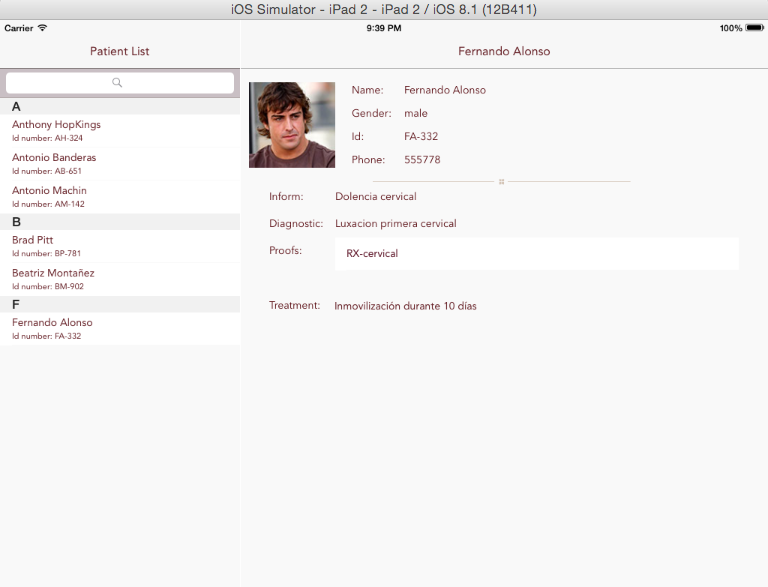 iOS Simulator - iPad 2 - iPad 2 / iOS 8.1 (12B411)
Carrier 9:39 PM 100%
Patient List
Fernando Alonso
A
Anthony HopKings
Id number: AH-324
Antonio Banderas
Id number: AB-651
Antonio Machin
Id number: AM-142
B
Brad Pitt
Id number: BP-781
Beatriz Montañez
Id number: BM-902
F
Fernando Alonso
Id number: FA-332
Name: Fernando Alonso
Gender: male
Id: FA-332
Phone: 555778
Inform: Dolencia cervical
Diagnostic: Luxacion primera cervical
Proofs: RX-cervical
Treatment: Inmovilización durante 10 días